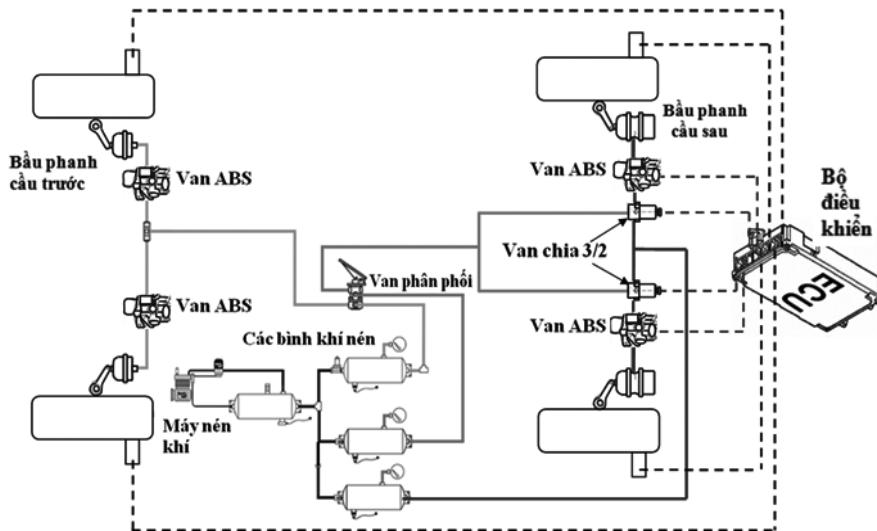 Bầu phanh
cầu trước
Van ABS
Van ABS
Máy nén
khí
Các bình khí nén
Van phân phối
Bầu phanh
cầu sau
Van ABS
Van chia 3/2
Van ABS
Bộ
điều
khiển
ECU